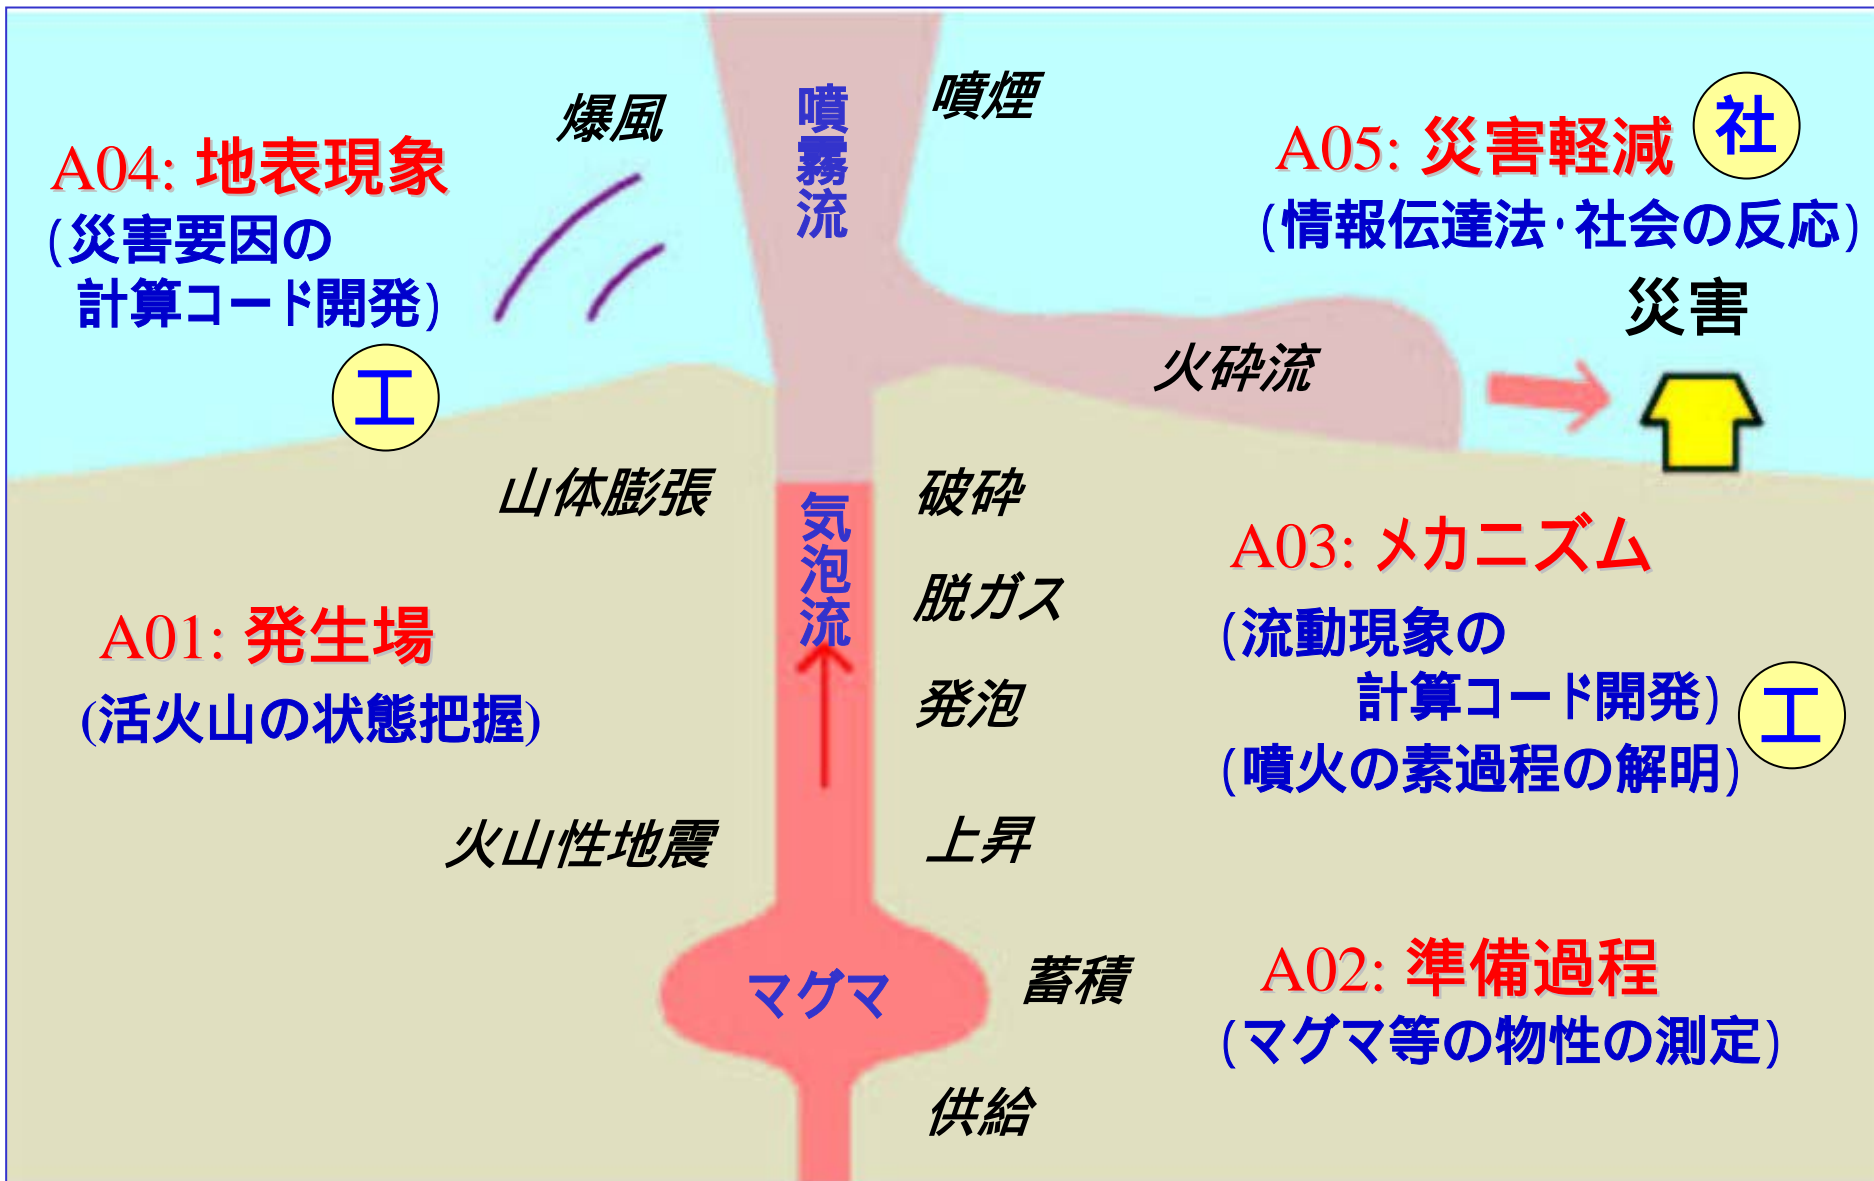 爆風
噴煙
噴霧流
A04: 地表現象
(災害要因の
計算コード開発)
工
A05: 災害軽減
社
(情報伝達法・社会の反応)
災害
火砕流
山体膨張
破砕
気泡流
脱ガス
発泡
A01: 発生場
(活火山の状態把握)
A03: メカニズム
(流動現象の
計算コード開発)
工
(噴火の素過程の解明)
火山性地震
上昇
マグマ
蓄積
供給
A02: 準備過程
(マグマ等の物性の測定)